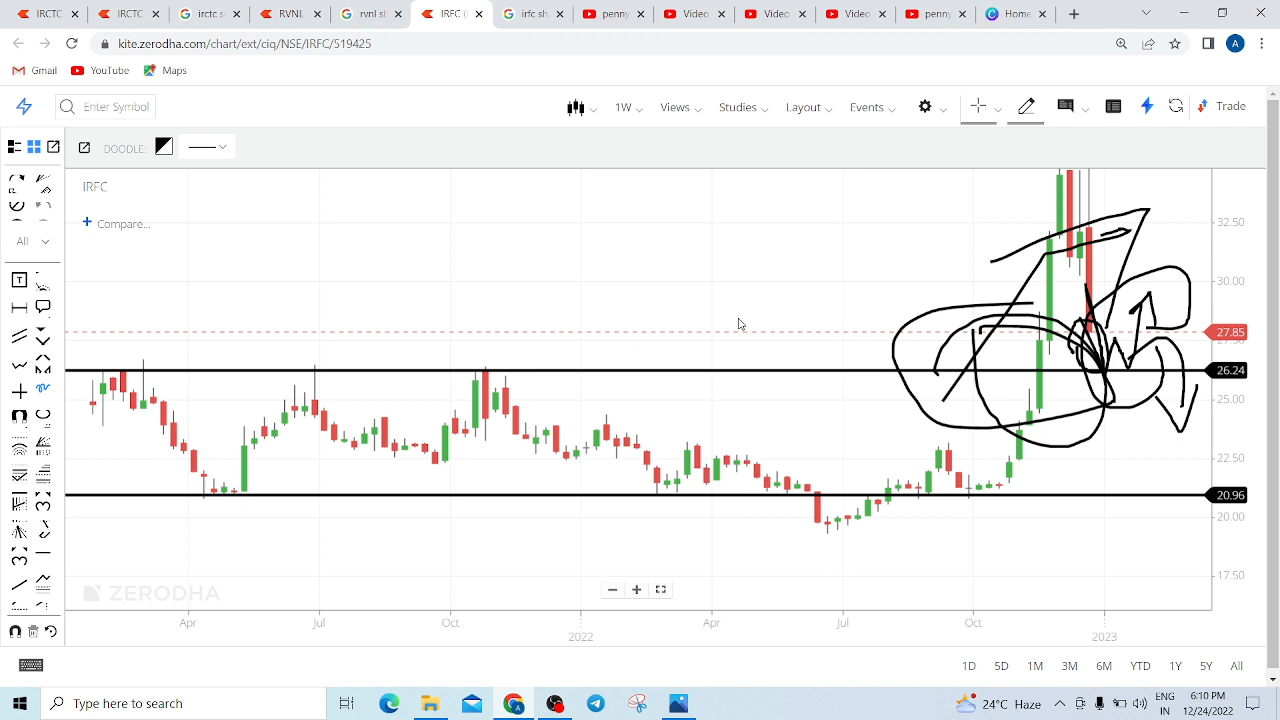 IRCTC
RVNL
G
nnl sh
IRFC (
irfc sh
penny
Video
Video
Video
penny
Home
kite.zerodha.com/chart/ext/ciq/NSE/IRFC/519425
A
Gmail
YouTube
Maps
Enter Symbol
1W
Views
Studies
Layout
Events
Trade
DOODLE:
IRFC
Compare...
All
T
32.50
30.00
27.85
27.50
26.24
25.00
22.50
20.96
20.00
17.50
ZERODHA
Apr
Jul
Oct
2022
Apr
Jul
Oct
2023
1D
5D
1M
3M
6M
YTD
1Y
5Y
All
Type here to search
24°C Haze
ENG
IN
6:10 PM
12/24/2022